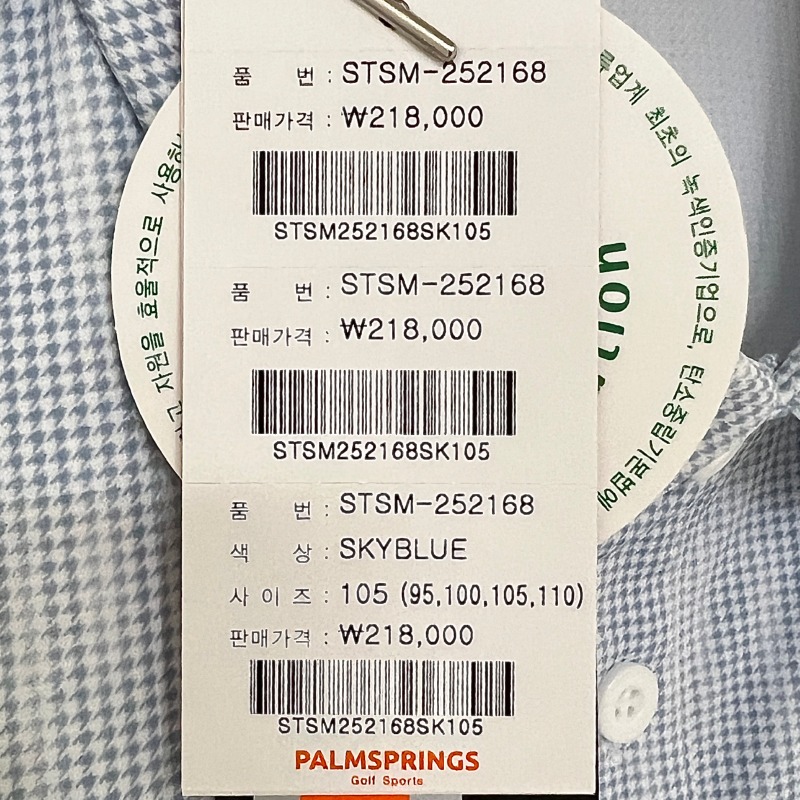 품 번 : STSM-252168
판매가격 : ₩218,000
STSM252168SK105
품 번 : STSM-252168
판매가격 : ₩218,000
STSM252168SK105
품 번 : STSM-252168
색 상 : SKYBLUE
사 이 즈 : 105 (95,100,105,110)
판매가격 : ₩218,000
STSM252168SK105
PALMSPRINGS
Golf Sports
자원을 효율적으로
최초의 녹색인증기업으로, 탄소중립기본법에